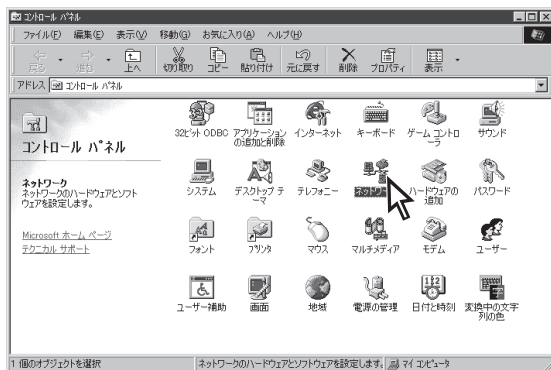 コントロール パネル
ファイル(F) 編集(E) 表示(V) 移動(G) お気に入り(A) ヘルプ(H)
戻る 進む 上へ 切り取り コピー 貼り付け 元に戻す 削除 プロパティ 表示
アドレス コントロール パネル
コントロール パネル
ネットワーク
ネットワークのハードウェアとソフト
ウェアを設定します。
Microsoft ホーム ページ
テクニカル サポート
32ビット ODBC
アプリケーション
の追加と削除
インターネット
キーボード
ゲーム コントロ
ーラ
サウンド
システム
デスクトップ テ
ーマ
テレフォニー
ネットワーク
ハードウェアの
追加
パスワード
フォント
プリンタ
マウス
マルチメディア
モデム
ユーザー
ユーザー補助
画面
地域
電源の管理
日付と時刻
変換中の文字
列の色
1 個のオブジェクトを選択 ネットワークのハードウェアとソフトウェアを設定します。 マイ コンピュータ